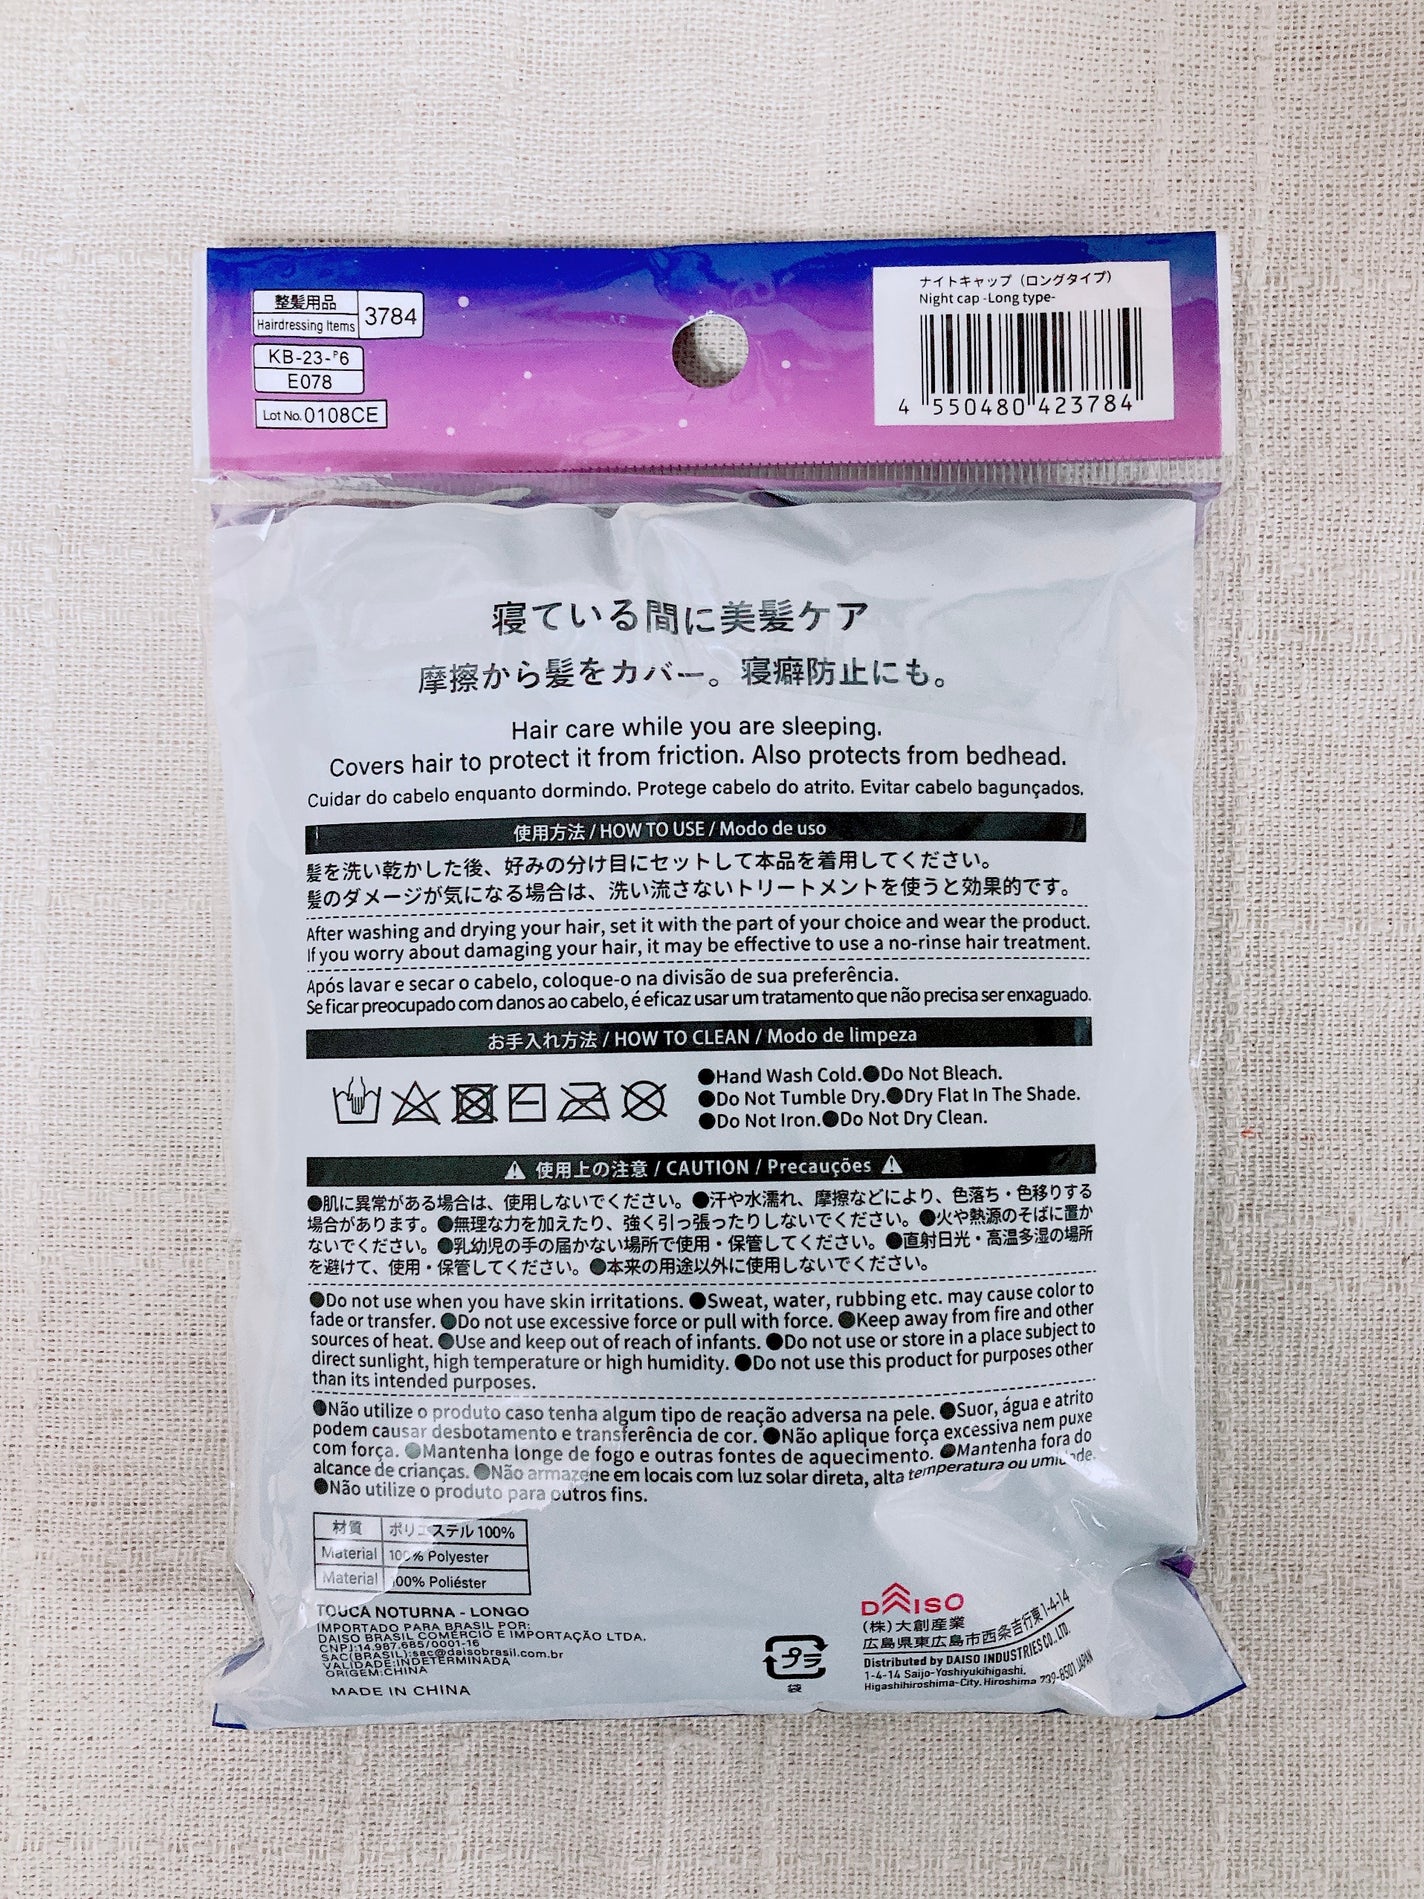 整髪用品
Hairdressing Items
3784
KB-23-P6
E078
Lot No. 0108CE
ナイトキャップ（ロングタイプ）
Night cap -Long type-
4 550480 423784
寝ている間に美髪ケア
摩擦から髪をカバー。寝癖防止にも。
Hair care while you are sleeping.
Covers hair to protect it from friction. Also protects from bedhead.
Cuidar do cabelo enquanto dormindo. Protege cabelo do atrito. Evitar cabelo bagunçados.
使用方法 / HOW TO USE / Modo de uso
髪を洗い乾かした後、好みの分け目にセットして本品を着用してください。
髪のダメージが気になる場合は、洗い流さないトリートメントを使うと効果的です。
After washing and drying your hair, set it with the part of your choice and wear the product.
If you worry about damaging your hair, it may be effective to use a no-rinse hair treatment.
Após lavar e secar o cabelo, coloque-o na divisão de sua preferência.
Se ficar preocupado com danos ao cabelo, é eficaz usar um tratamento que não precisa ser enxaguado.
お手入れ方法 / HOW TO CLEAN / Modo de limpeza
●Hand Wash Cold.●Do Not Bleach.
●Do Not Tumble Dry.●Dry Flat In The Shade.
●Do Not Iron.●Do Not Dry Clean.
⚠ 使用上の注意 / CAUTION / Precauções ⚠
●肌に異常がある場合は、使用しないでください。●汗や水濡れ、摩擦などにより、色落ち・色移りする
場合があります。●無理な力を加えたり、強く引っ張ったりしないでください。●火や熱源のそばに置か
ないでください。●乳幼児の手の届かない場所で使用・保管してください。●直射日光・高温多湿の場所
を避けて、使用・保管してください。●本来の用途以外に使用しないでください。
●Do not use when you have skin irritations. ●Sweat, water, rubbing etc. may cause color to
fade or transfer. ●Do not use excessive force or pull with force. ●Keep away from fire and other
sources of heat. ●Use and keep out of reach of infants. ●Do not use or store in a place subject to
direct sunlight, high temperature or high humidity. ●Do not use this product for purposes other
than its intended purposes.
●Não utilize o produto caso tenha algum tipo de reação adversa na pele. ●Suor, água e atrito
podem causar desbotamento e transferência de cor. ●Não aplique força excessiva nem puxe
com força. ●Mantenha longe de fogo e outras fontes de aquecimento. ●Mantenha fora do
alcance de crianças. ●Não armazene em locais com luz solar direta, alta temperatura ou umidade.
●Não utilize o produto para outros fins.
材質 ポリエステル 100%
Material 100% Polyester
Material 100% Poliéster
TOUCA NOTURNA - LONGO
IMPORTADO PARA BRASIL POR:
DAISO BRASIL COMÉRCIO E IMPORTAÇÃO LTDA.
CNPJ:14.987.685/0001-16
SAC(BRASIL):sac@daisobrasil.com.br
VALIDADE:INDETERMINADA
ORIGEM:CHINA
MADE IN CHINA
プラ
袋
DAISO
(株)大創産業
広島県東広島市西条吉行東1-4-14
Distributed by DAISO INDUSTRIES CO., LTD.
1-4-14 Saijo-Yoshiyukihigashi,
Higashihiroshima-City, Hiroshima 739-8501 JAPAN